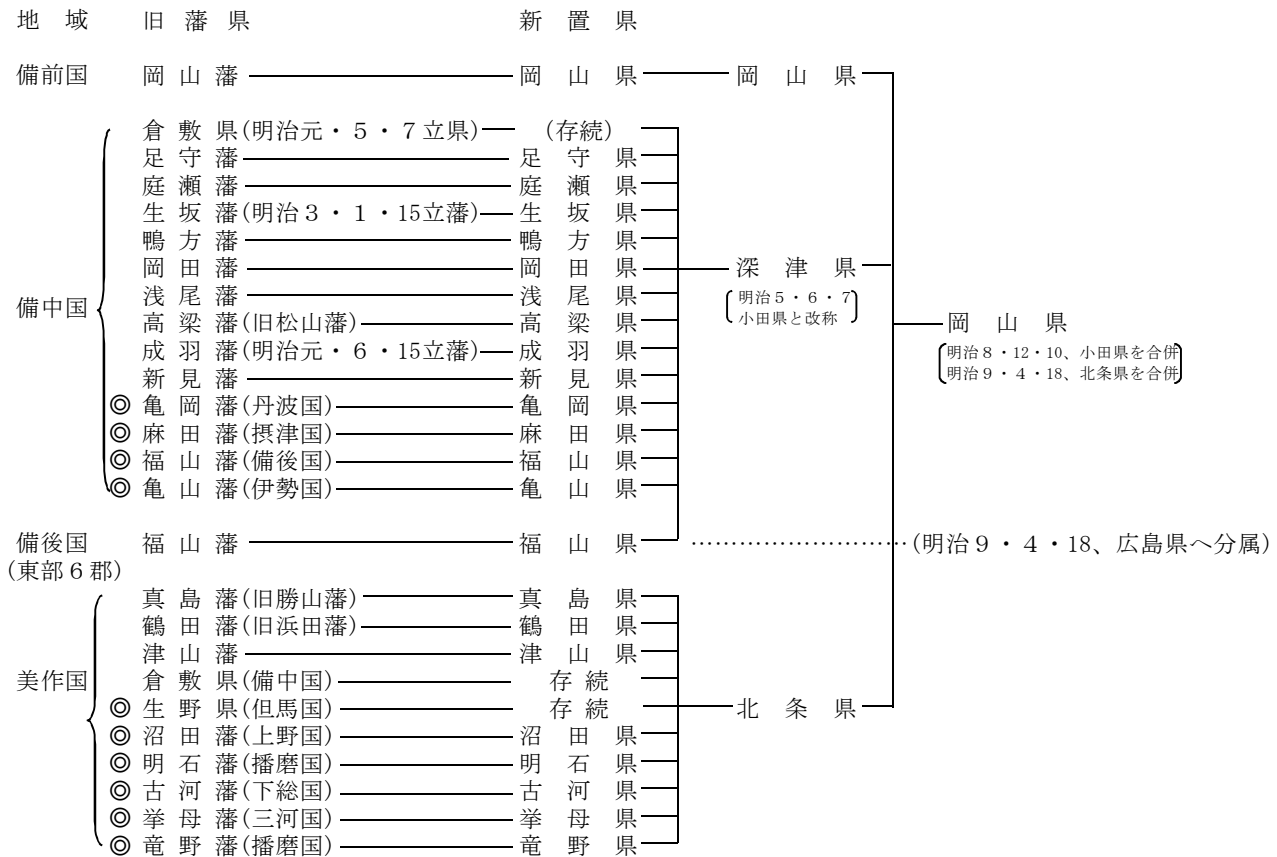 地域 旧藩県 新置県
備前国 岡山藩 岡山県 岡山県
倉敷県(明治元・5・7立県) (存続)
足守藩 足守県
庭瀬藩 庭瀬県
生坂藩(明治3・1・15立藩) 生坂県
鴨方藩 鴨方県
岡田藩 岡田県 深津県
浅尾藩 浅尾県 明治5・6・7
備中国 小田県と改称
高梁藩(旧松山藩) 高梁県 岡山県
成羽藩(明治元・6・15立藩) 成羽県 明治8・12・10、小田県を合併
新見藩 新見県 明治9・4・18、北条県を合併
◎亀岡藩(丹波国) 亀岡県
◎麻田藩(摂津国) 麻田県
◎福山藩(備後国) 福山県
◎亀山藩(伊勢国) 亀山県
備後国 福山藩 福山県 ………………………(明治9・4・18、広島県へ分属)
(東部6郡)
真島藩(旧勝山藩) 真島県
鶴田藩(旧浜田藩) 鶴田県
津山藩 津山県
美作国 倉敷県(備中国) 存続
◎生野県(但馬国) 存続 北条県
◎沼田藩(上野国) 沼田県
◎明石藩(播磨国) 明石県
◎古河藩(下総国) 古河県
◎挙母藩(三河国) 挙母県
◎竜野藩(播磨国) 竜野県